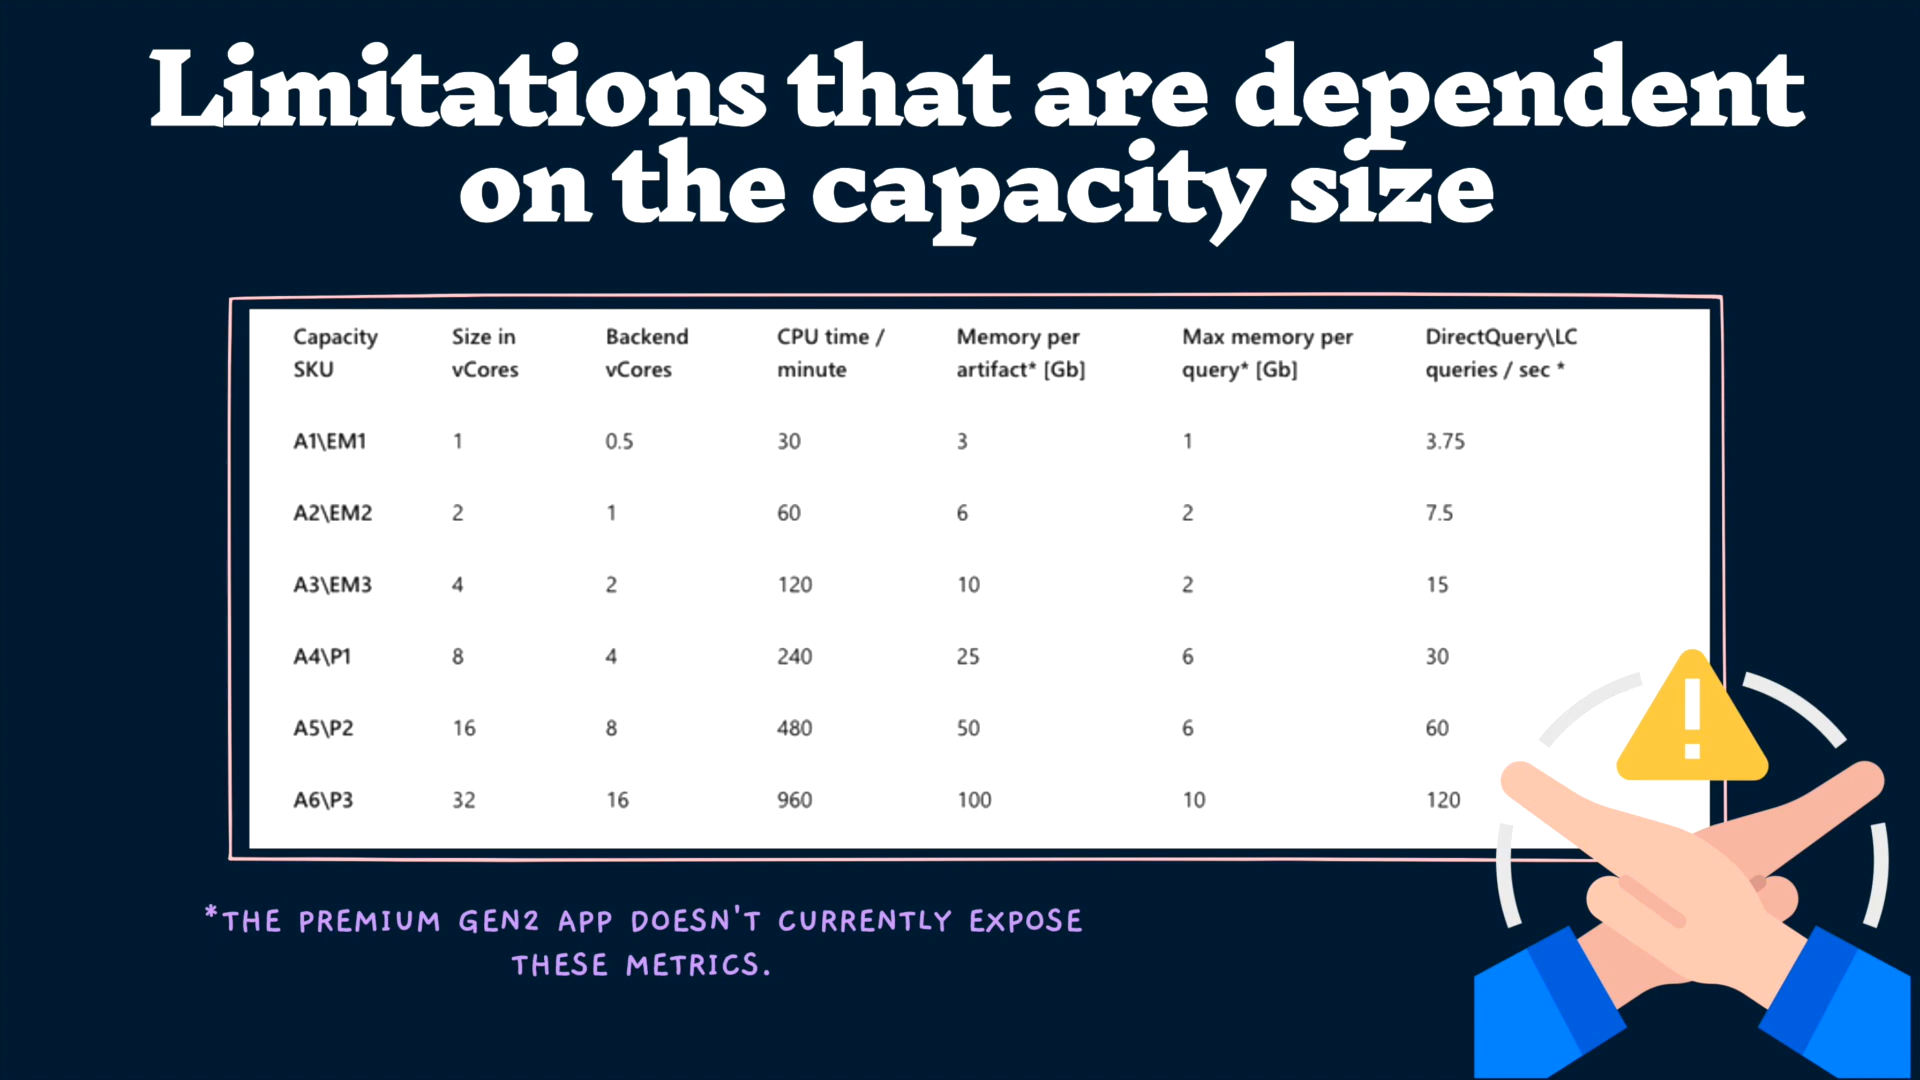 Limitations that are dependent
on the capacity size
Capacity SKU Size in vCores Backend vCores CPU time / minute Memory per artifact* [Gb] Max memory per query* [Gb] DirectQuery\LC queries / sec *
A1\EM1 1 0.5 30 3 1 3.75
A2\EM2 2 1 60 6 2 7.5
A3\EM3 4 2 120 10 2 15
A4\P1 8 4 240 25 6 30
A5\P2 16 8 480 50 6 60
A6\P3 32 16 960 100 10 120
*THE PREMIUM GEN2 APP DOESN'T CURRENTLY EXPOSE
THESE METRICS.